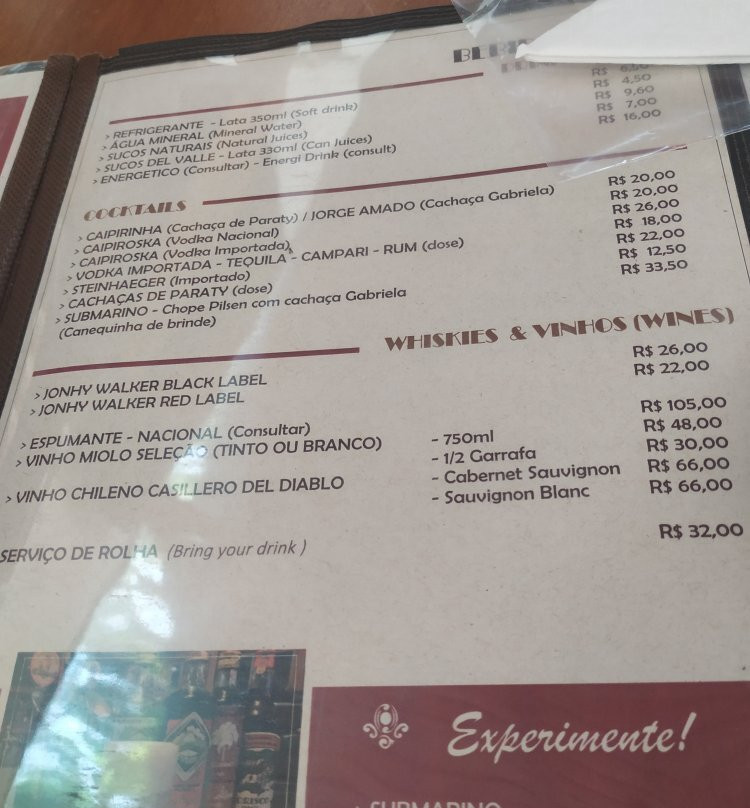 > REFRIGERANTE - Lata 350ml (Soft drink) R$ 6,50
> ÁGUA MINERAL (Mineral Water) R$ 4,50
> SUCOS NATURAIS (Natural Juices) R$ 9,60
> SUCOS DEL VALLE - Lata 330ml (Can Juices) R$ 7,00
> ENERGETICO (Consultar) - Energi Drink (consult) R$ 16,00
COCKTAILS
> CAIPIRINHA (Cachaça de Paraty) / JORGE AMADO (Cachaça Gabriela) R$ 20,00
> CAIPIROSKA (Vodka Nacional) R$ 20,00
> CAIPIROSKA (Vodka Importada) R$ 26,00
> VODKA IMPORTADA - TEQUILA - CAMPARI - RUM (dose) R$ 18,00
> STEINHAEGER (Importado) R$ 22,00
> CACHAÇAS DE PARATY (dose) R$ 12,50
> SUBMARINO - Chope Pilsen com cachaça Gabriela R$ 33,50
(Canequinha de brinde)
WHISKIES & VINHOS (WINES)
> JONHY WALKER BLACK LABEL R$ 26,00
> JONHY WALKER RED LABEL R$ 22,00
> ESPUMANTE - NACIONAL (Consultar) R$ 105,00
> VINHO MIOLO SELEÇÃO (TINTO OU BRANCO) - 750ml R$ 48,00
- 1/2 Garrafa R$ 30,00
> VINHO CHILENO CASILLERO DEL DIABLO - Cabernet Sauvignon R$ 66,00
- Sauvignon Blanc R$ 66,00
SERVIÇO DE ROLHA (Bring your drink ) R$ 32,00
Experimente!
> SUBMARINO